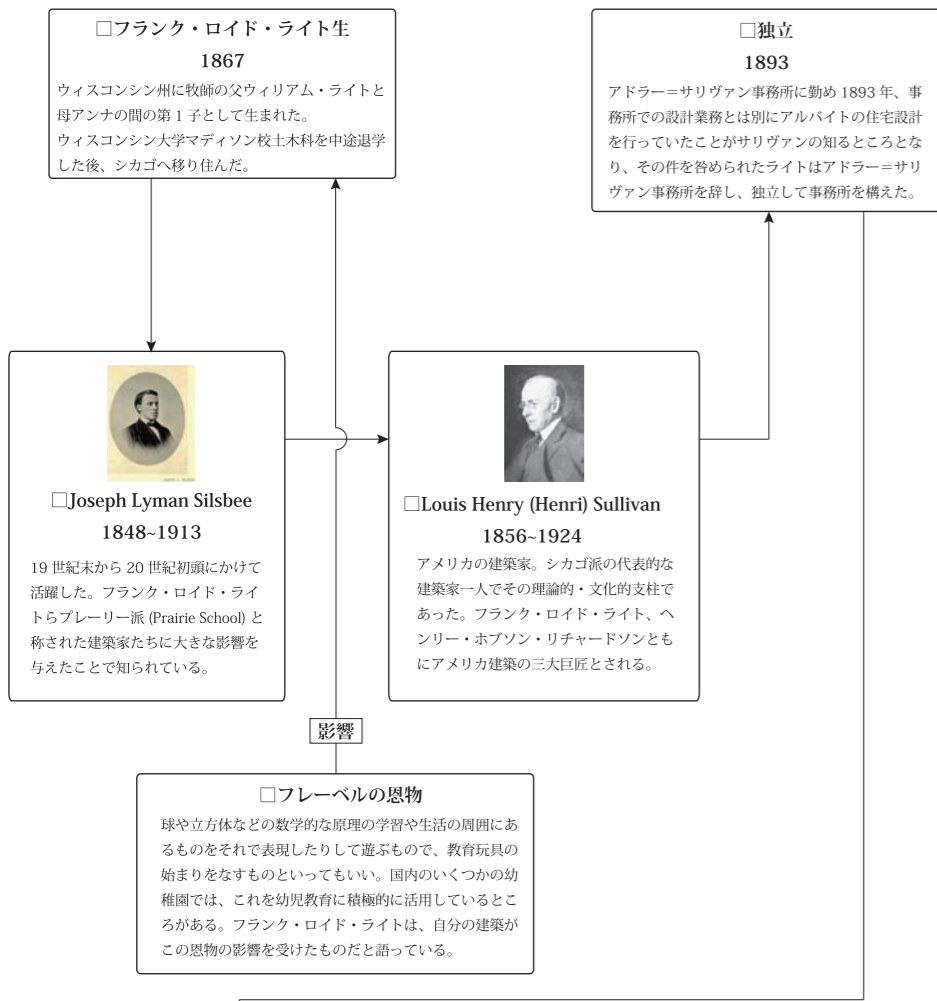 □フランク・ロイド・ライト生
1867
ウィスコンシン州に牧師の父ウィリアム・ライトと
母アンナの間の第1子として生まれた。
ウィスコンシン大学マディソン校土木科を中途退学
した後、シカゴへ移り住んだ。
□独立
1893
アドラー＝サリヴァン事務所に勤め 1893 年、事
務所での設計業務とは別にアルバイトの住宅設計
を行っていたことがサリヴァンの知るところとな
り、その件を咎められたライトはアドラー＝サリ
ヴァン事務所を辞し、独立して事務所を構えた。
□Joseph Lyman Silsbee
1848~1913
19 世紀末から 20 世紀初頭にかけて
活躍した。フランク・ロイド・ライ
トらプレーリー派 (Prairie School) と
称された建築家たちに大きな影響を
与えたことで知られている。
□Louis Henry (Henri) Sullivan
1856~1924
アメリカの建築家。シカゴ派の代表的な
建築家一人でその理論的・文化的支柱で
あった。フランク・ロイド・ライト、ヘ
ンリー・ホブソン・リチャードソンとも
にアメリカ建築の三大巨匠とされる。
影響
□フレーベルの恩物
球や立方体などの数学的な原理の学習や生活の周囲にあ
るものをそれで表現したりして遊ぶもので、教育玩具の
始まりをなすものといってもいい。国内のいくつかの幼
稚園では、これを幼児教育に積極的に活用しているとこ
ろがある。フランク・ロイド・ライトは、自分の建築が
この恩物の影響を受けたものだと語っている。